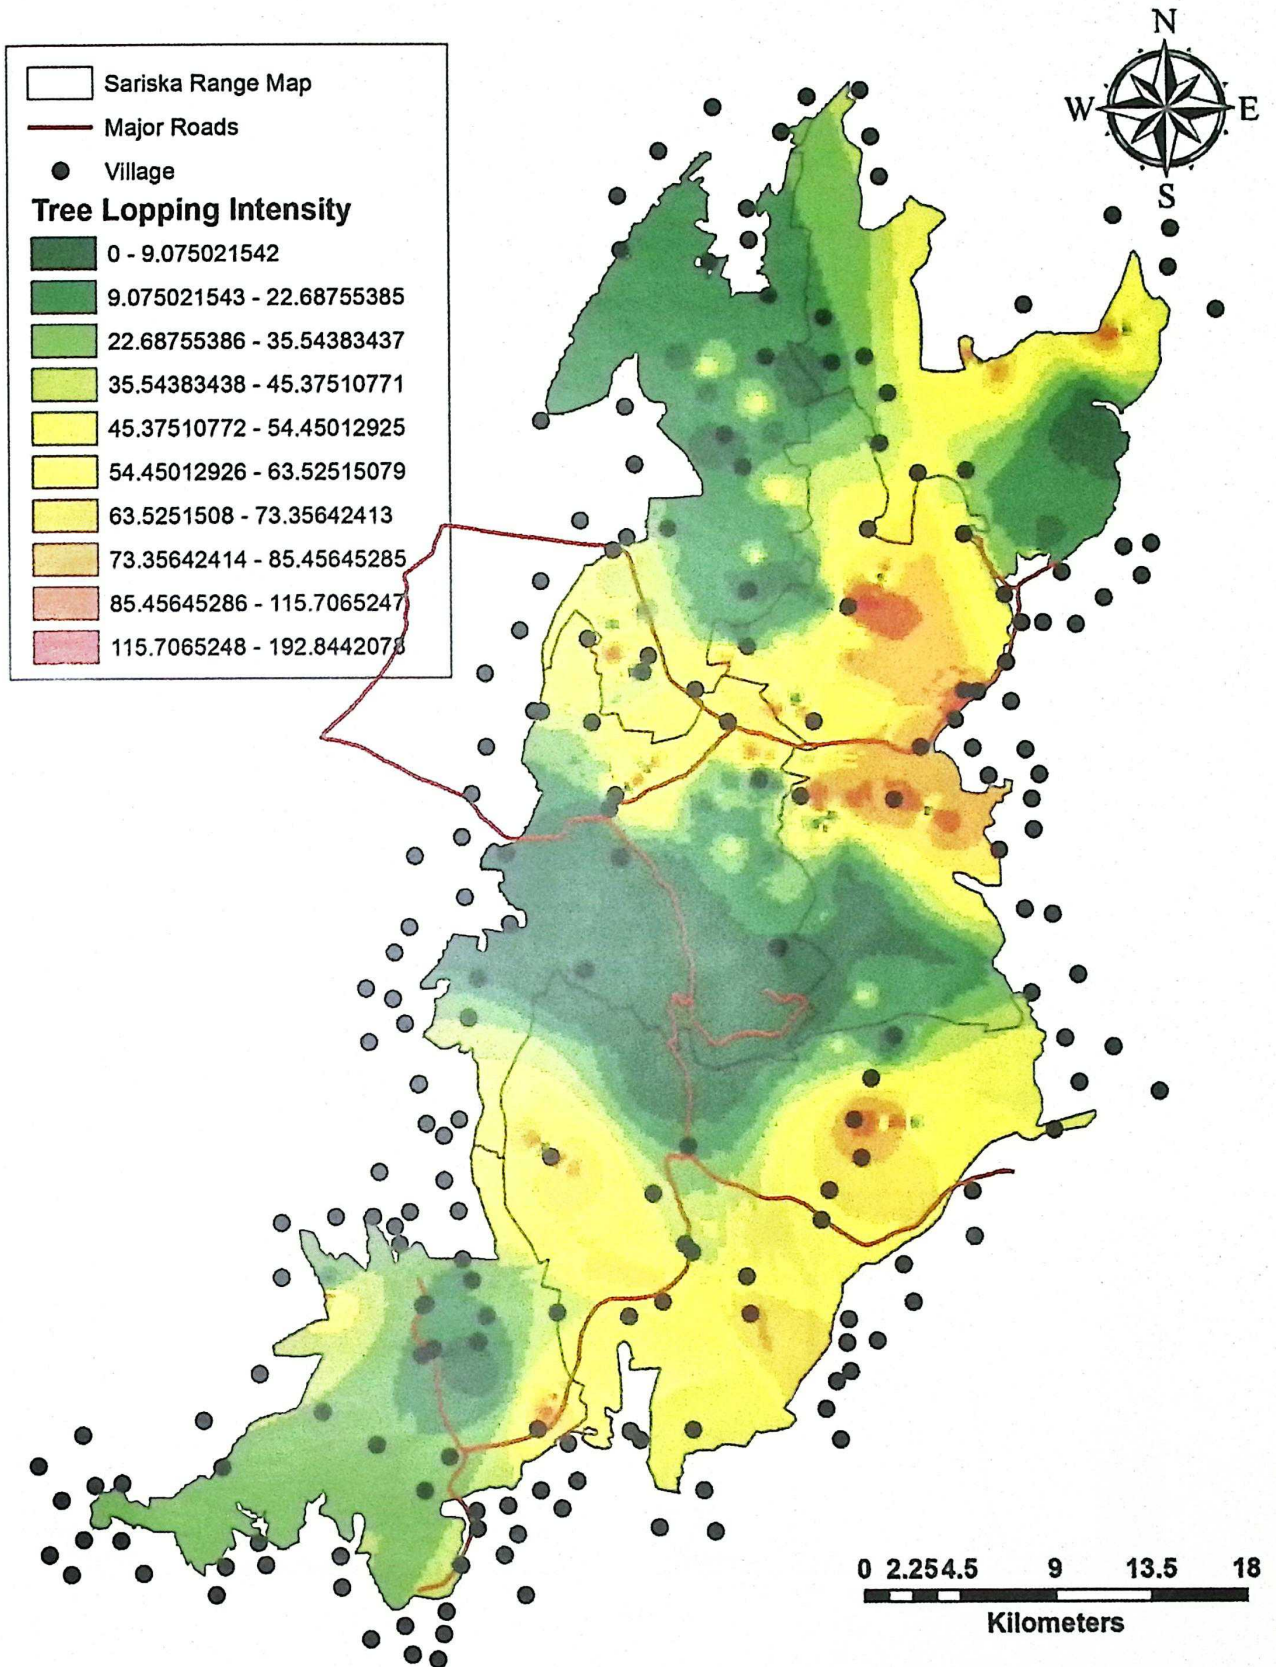 N
W E
S
Sariska Range Map
Major Roads
Village
Tree Lopping Intensity
0 - 9.075021542
9.075021543 - 22.68755385
22.68755386 - 35.54383437
35.54383438 - 45.37510771
45.37510772 - 54.45012925
54.45012926 - 63.52515079
63.5251508 - 73.35642413
73.35642414 - 85.45645285
85.45645286 - 115.7065247
115.7065248 - 192.8442078
0 2.25 4.5 9 13.5 18
Kilometers